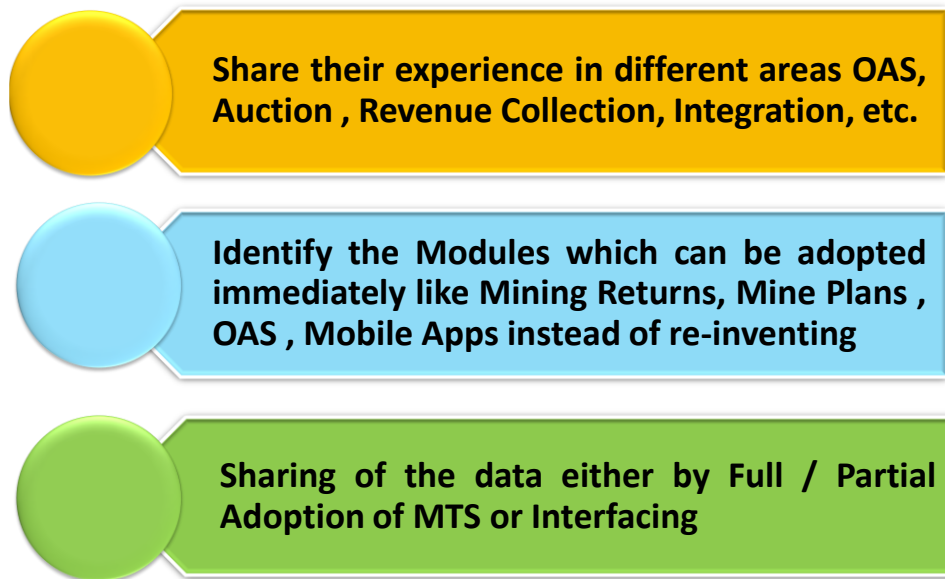 Share their experience in different areas OAS,
Auction , Revenue Collection, Integration, etc.
Identify the Modules which can be adopted
immediately like Mining Returns, Mine Plans ,
OAS , Mobile Apps instead of re-inventing
Sharing of the data either by Full / Partial
Adoption of MTS or Interfacing